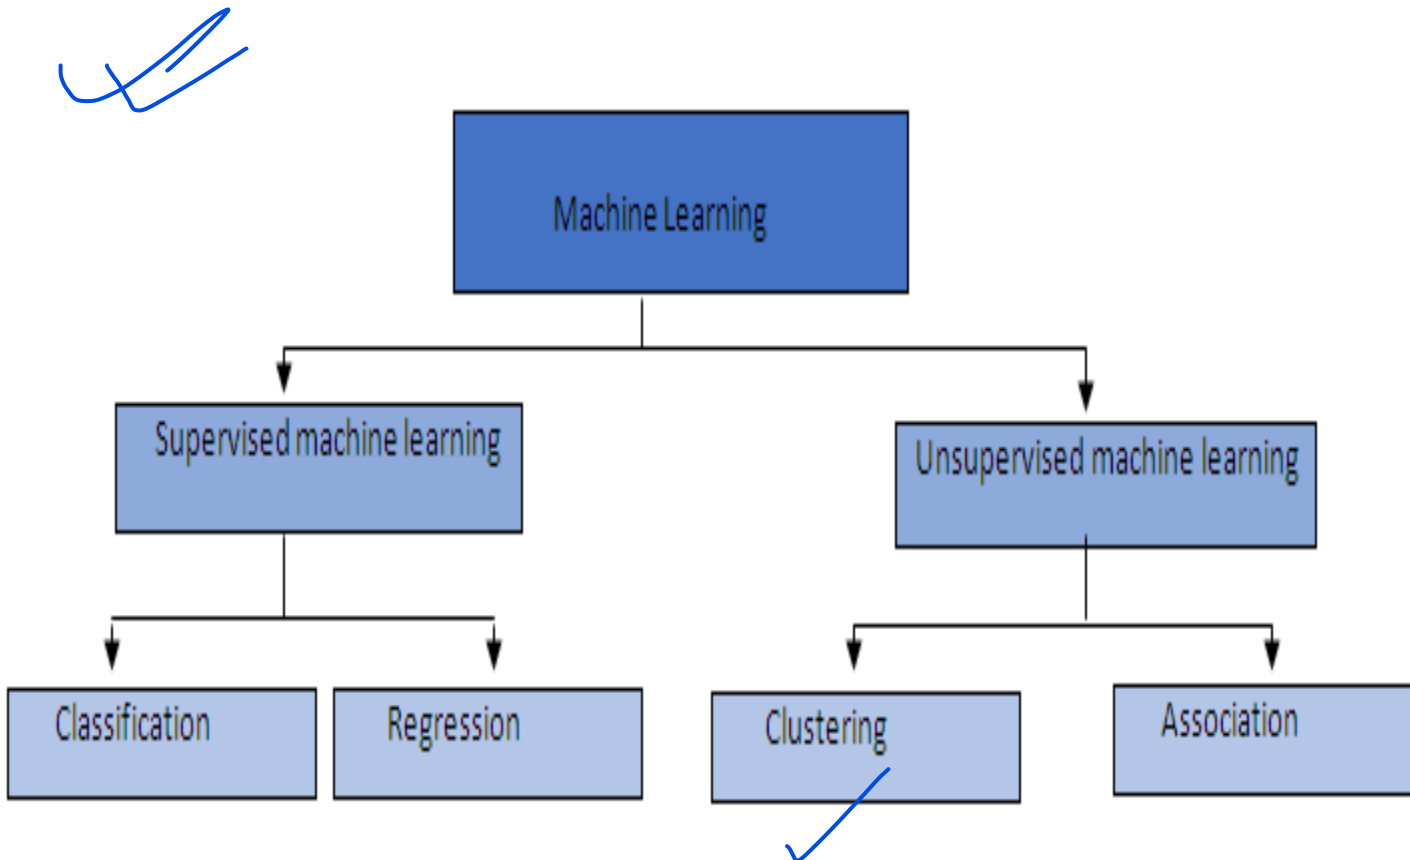 Machine Learning
Supervised machine learning
Unsupervised machine learning
Classification
Regression
Clustering
Association